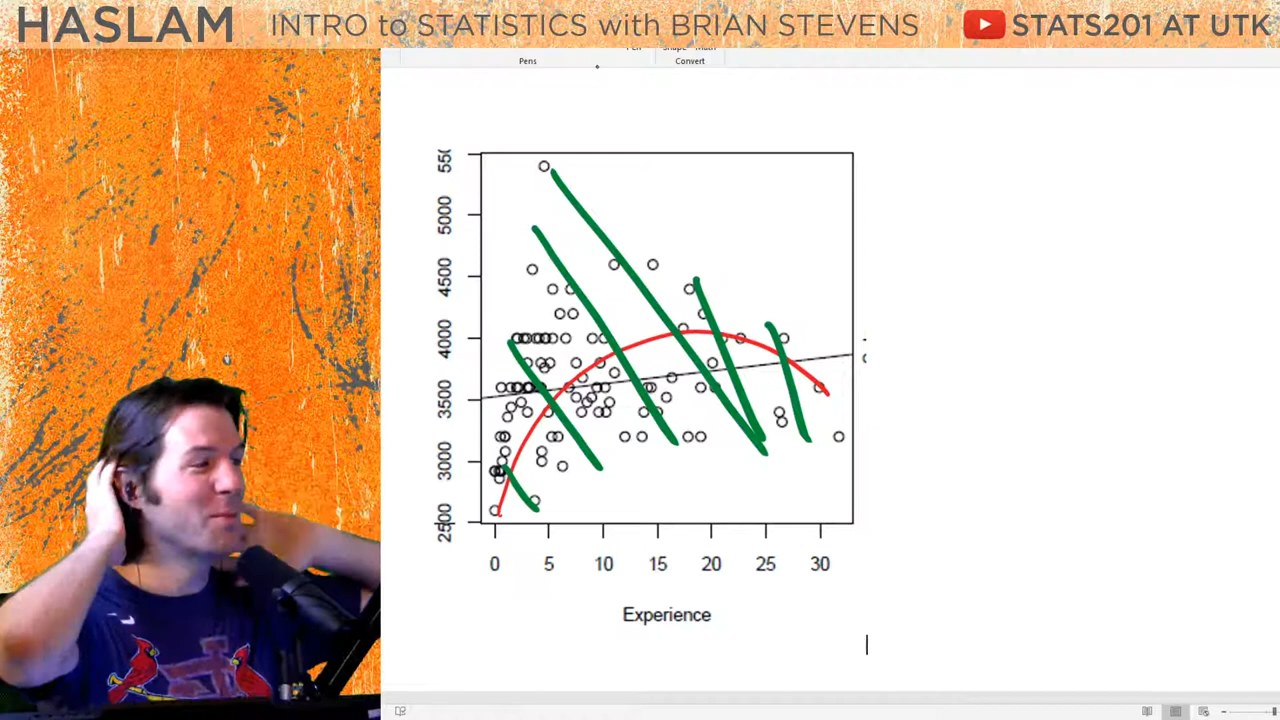 HASLAM INTRO to STATISTICS with BRIAN STEVENS STATS201 AT UTK
Pens Convert
5000
4500
4000
3500
3000
2500
0 5 10 15 20 25 30
Experience